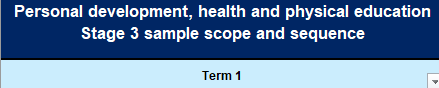 Personal development, health and physical education
Stage 3 sample scope and sequence
Term 1